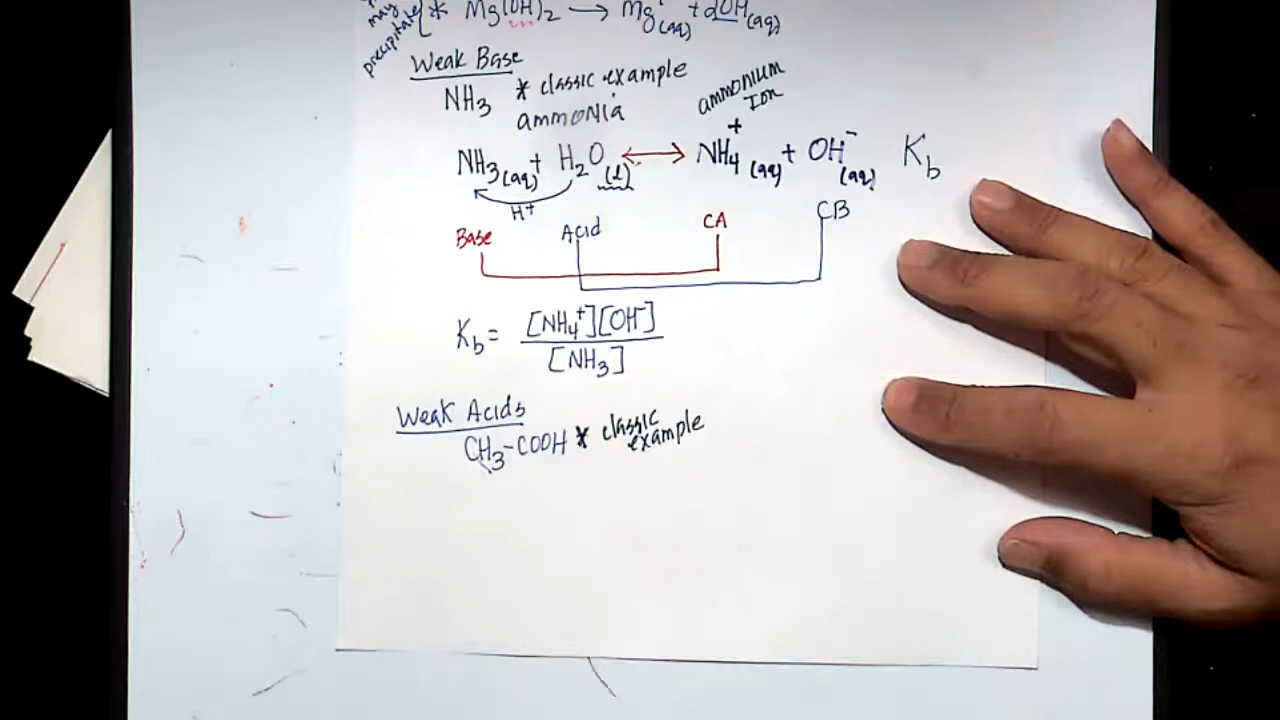 may
precipitate
* Mg(OH)2 → Mg(aq) + 2OH(aq)
Weak Base
NH3 * classic example
ammonia
ammonium
Ion
NH3(aq) + H2O(l) ↔ NH4+(aq) + OH-(aq) Kb
H+
Base Acid CA CB
Kb = [NH4+][OH-]
[NH3]
Weak Acids
CH3-COOH * classic
example